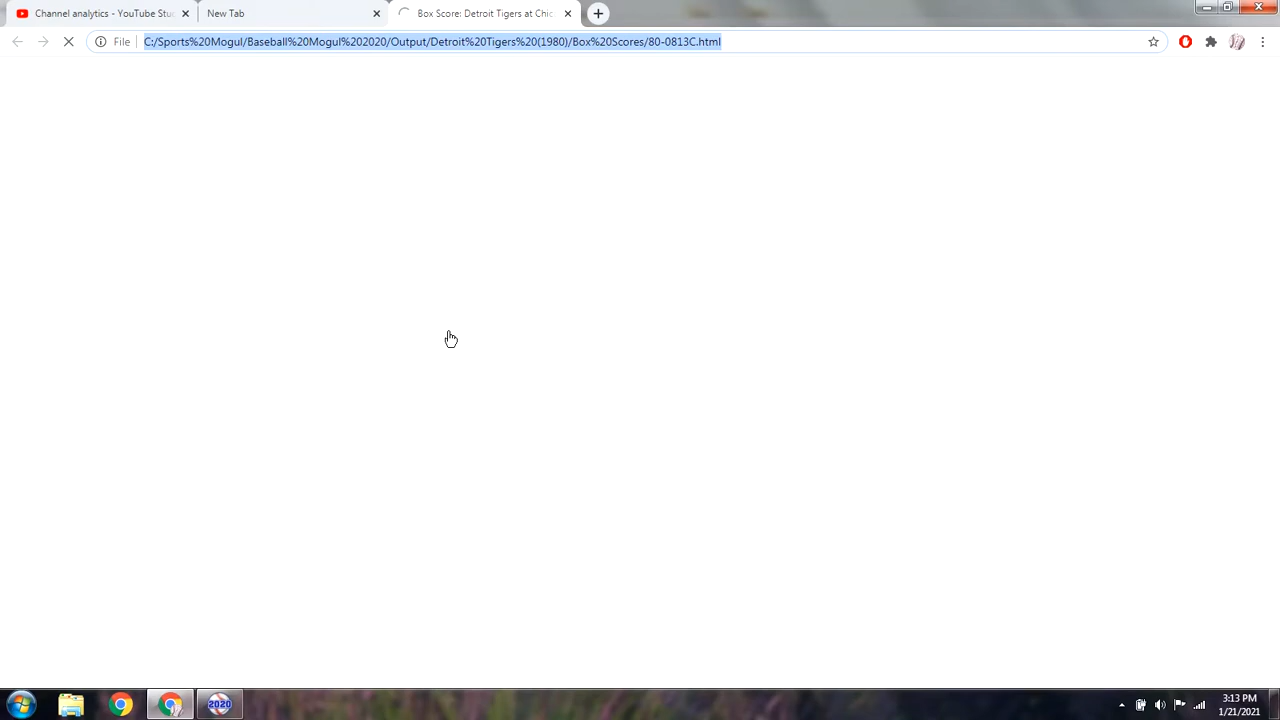 Channel analytics - YouTube Stu
New Tab
Box Score: Detroit Tigers at Chic
File
C:/Sports%20Mogul/Baseball%20Mogul%202020/Output/Detroit%20Tigers%20(1980)/Box%20Scores/80-0813C.html
2020
3:13 PM
1/21/2021